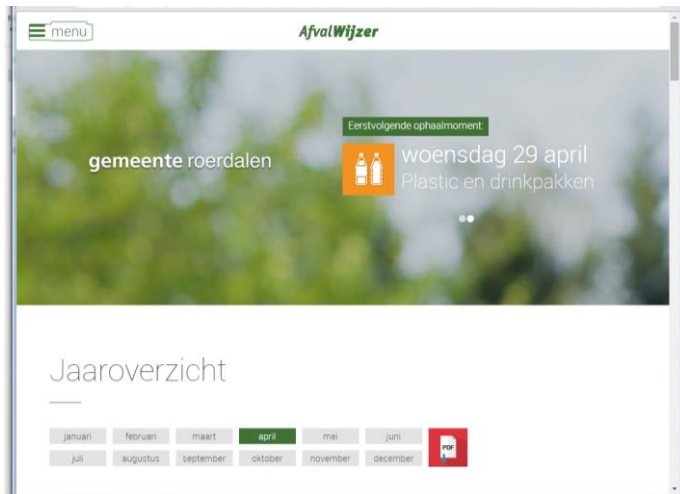 menu
AfvalWijzer
Eerstvolgende ophaalmoment:
gemeente roerdalen
woensdag 29 april
Plastic en drinkpakken
Jaaroverzicht
januari februari maart april mei juni
juli augustus september oktober november december
PDF